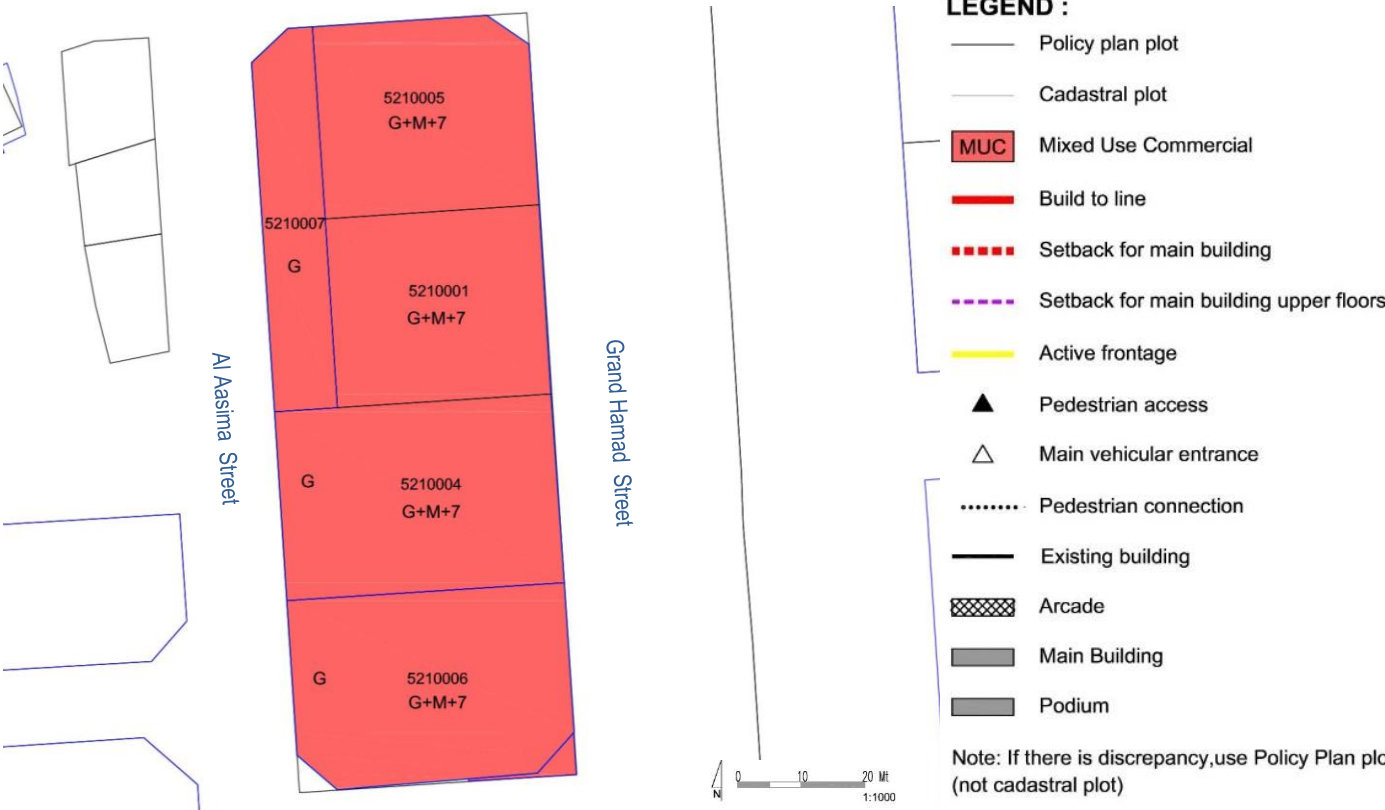 5210005
G+M+7
5210007
G
5210001
G+M+7
Al Aasima Street
Grand Hamad Street
G
5210004
G+M+7
G
5210006
G+M+7
N
0 10 20 Mt
1:1000
LEGEND :
Policy plan plot
Cadastral plot
MUC Mixed Use Commercial
Build to line
Setback for main building
Setback for main building upper floors
Active frontage
Pedestrian access
Main vehicular entrance
Pedestrian connection
Existing building
Arcade
Main Building
Podium
Note: If there is discrepancy,use Policy Plan plo
(not cadastral plot)